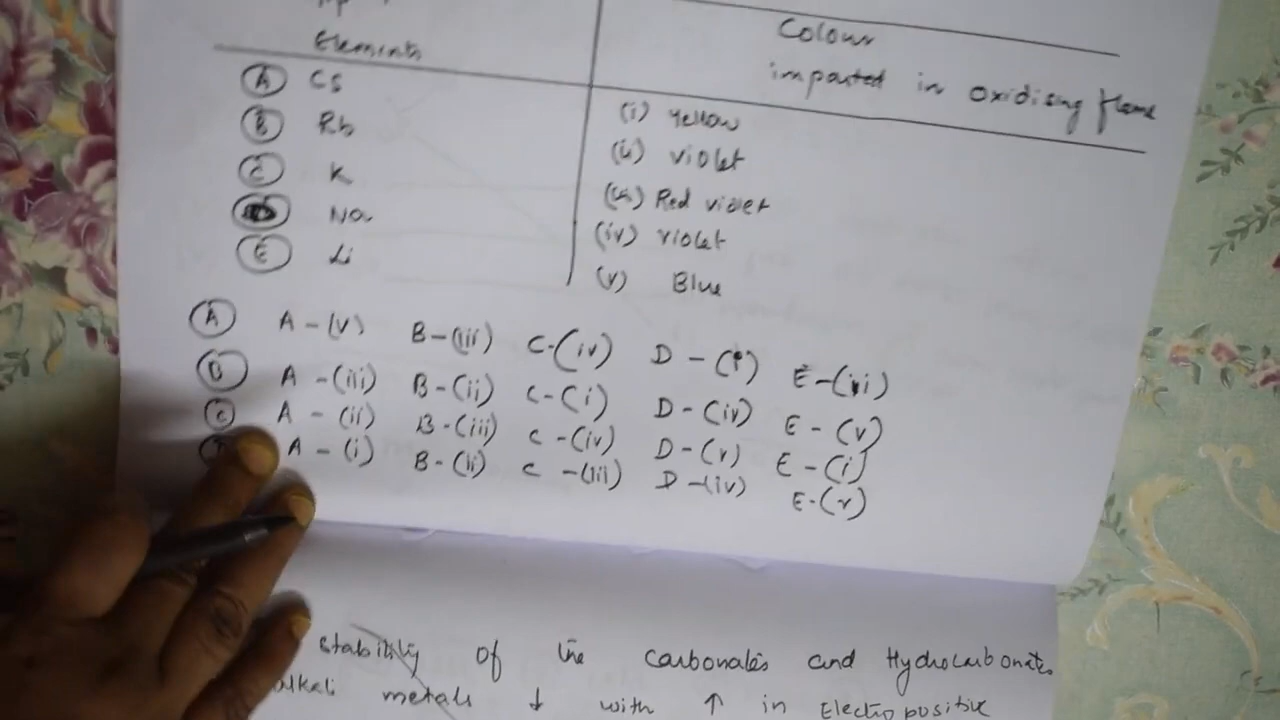 Elements
Colour
imparted in oxidising flame
(A) Cs
(i) Yellow
(B) Rb
(ii) violet
(C) K
(iii) Red violet
Na
(iv) violet
(E) Li
(v) Blue
(A) A - (v) B - (iii) C - (iv) D - (i) E - (ii)
(B) A - (iii) B - (ii) C - (i) D - (iv) E - (v)
(C) A - (ii) B - (iii) C - (iv) D - (v) E - (i)
A - (i) B - (ii) C - (iii) D - (iv) E - (v)
stability of the carbonates and Hydrocarbonates
alkali metals ↓ with ↑ in Electropositive